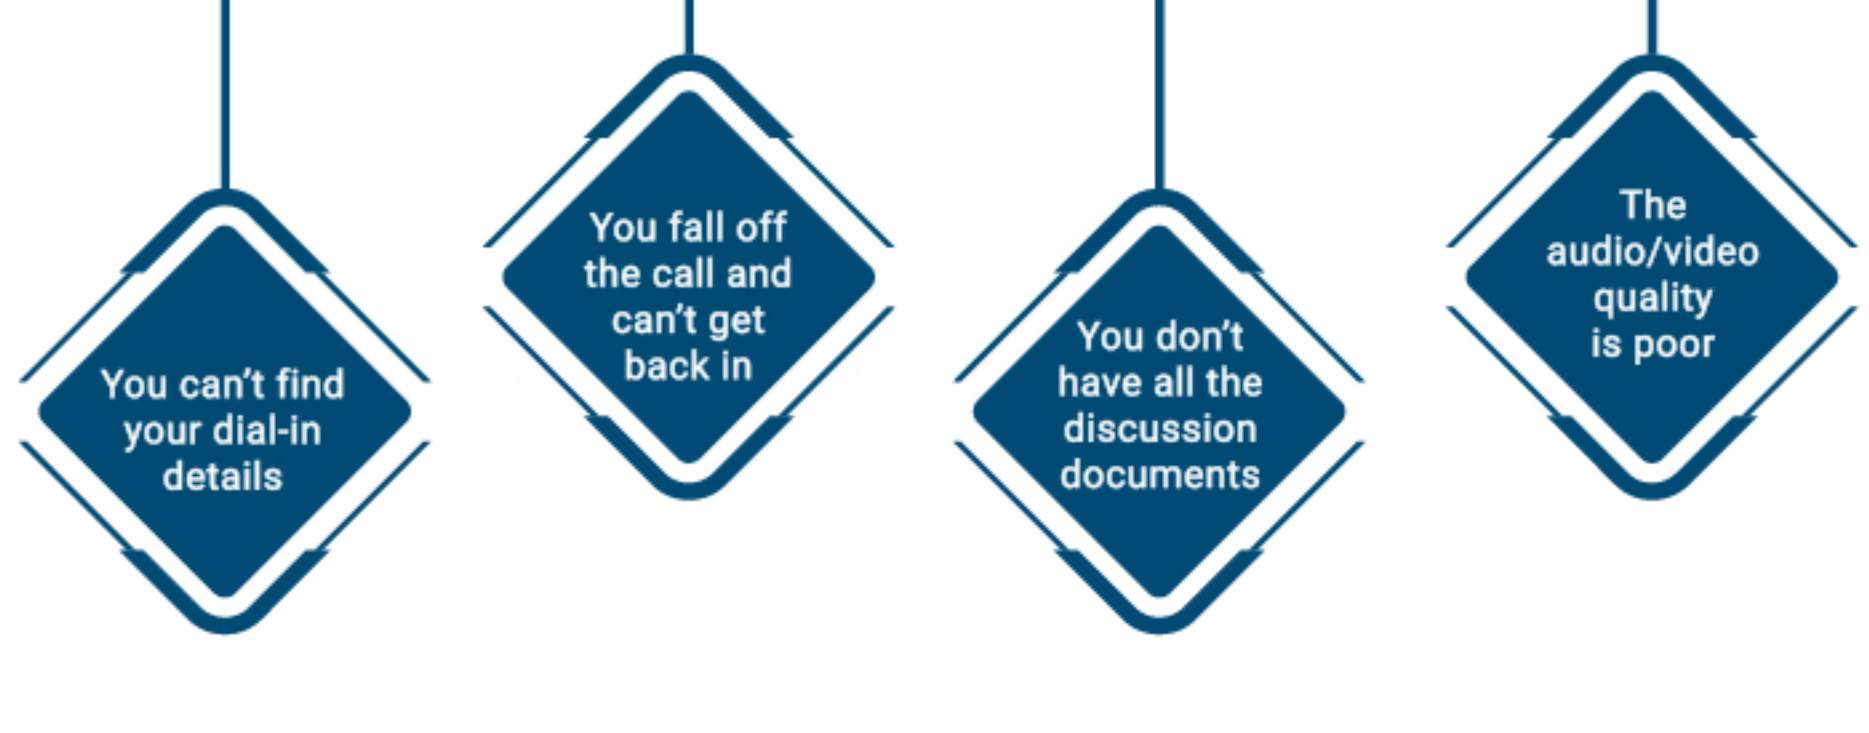 You can't find
your dial-in
details
You fall off
the call and
can't get
back in
You don't
have all the
discussion
documents
The
audio/video
quality
is poor